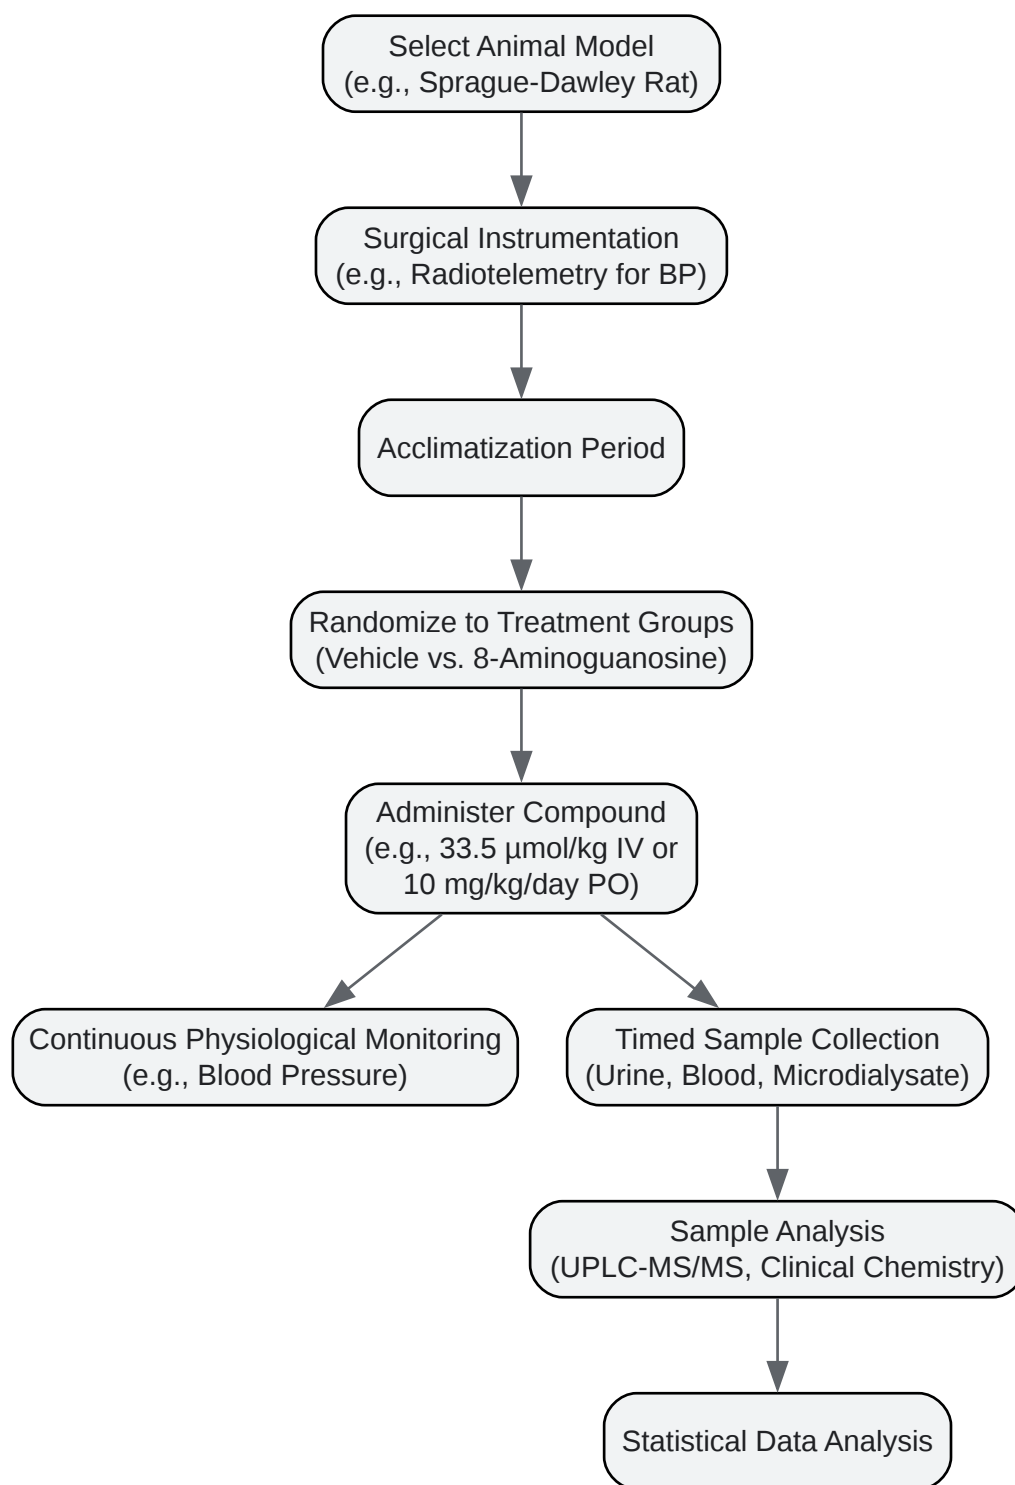 Select Animal Model
(e.g., Sprague-Dawley Rat)
Surgical Instrumentation
(e.g., Radiotelemetry for BP)
Acclimatization Period
Randomize to Treatment Groups
(Vehicle vs. 8-Aminoguanosine)
Administer Compound
(e.g., 33.5 µmol/kg IV or
10 mg/kg/day PO)
Continuous Physiological Monitoring
(e.g., Blood Pressure)
Timed Sample Collection
(Urine, Blood, Microdialysate)
Sample Analysis
(UPLC-MS/MS, Clinical Chemistry)
Statistical Data Analysis